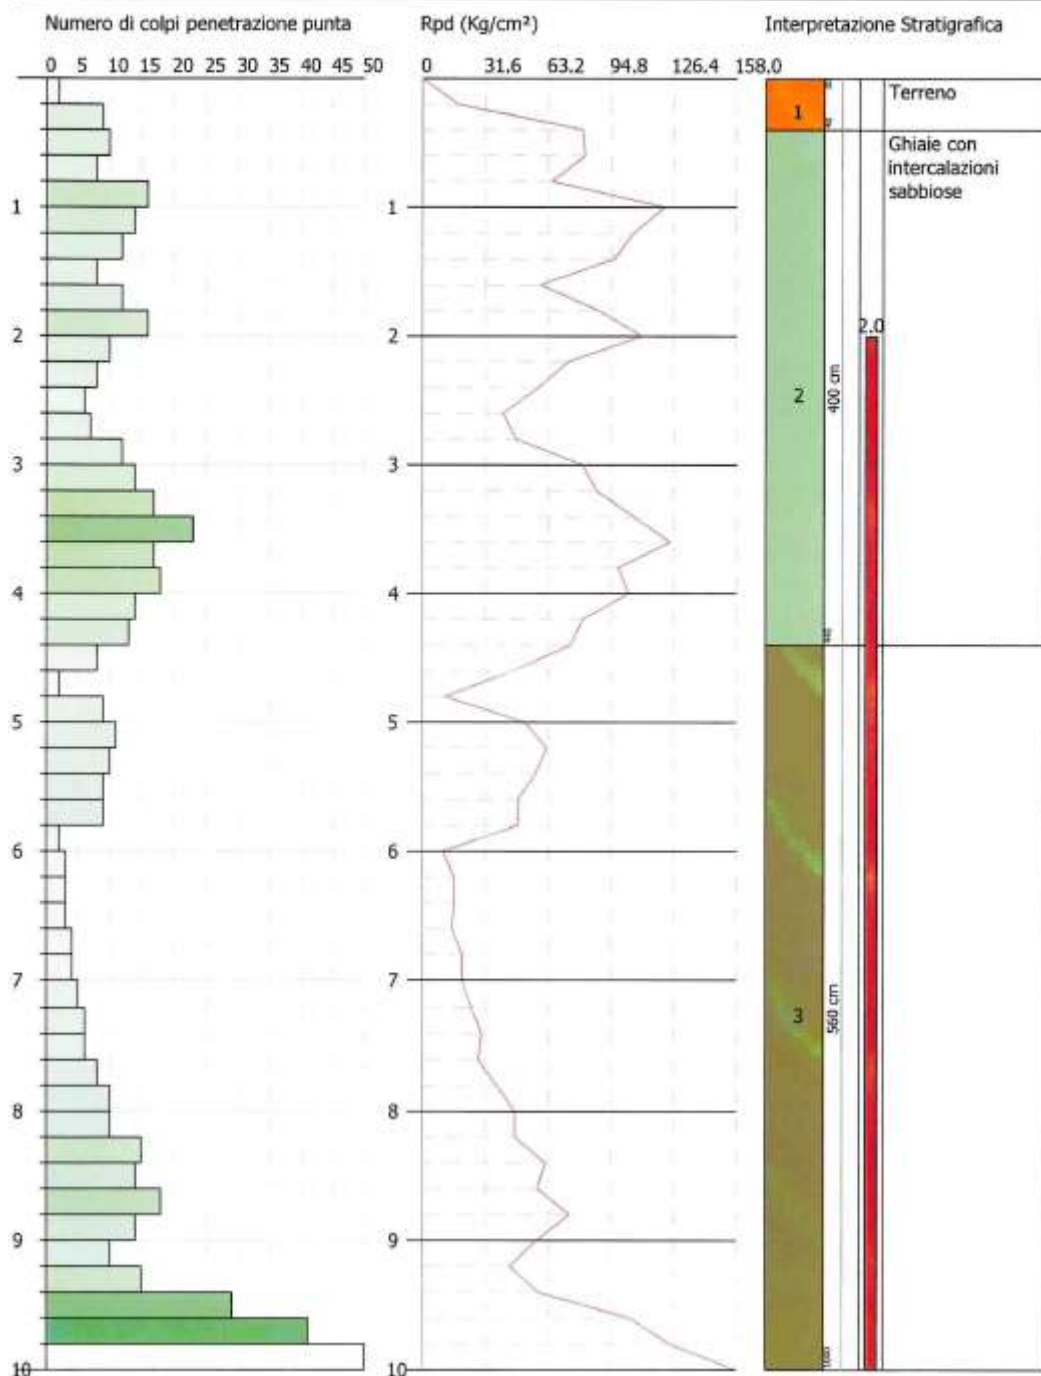 Numero di colpi penetrazione punta
Rpd (Kg/cm²)
Interpretazione Stratigrafica
0 5 10 15 20 25 30 35 40 45 50
0 31.6 63.2 94.8 126.4 158.0
1
Terreno
Ghiaie con
intercalazioni
sabbiose
1 1
2 2
2.0
2
400 cm
3 3
4 4
5 5
6 6
7 7
3
560 cm
8 8
9 9
10 10